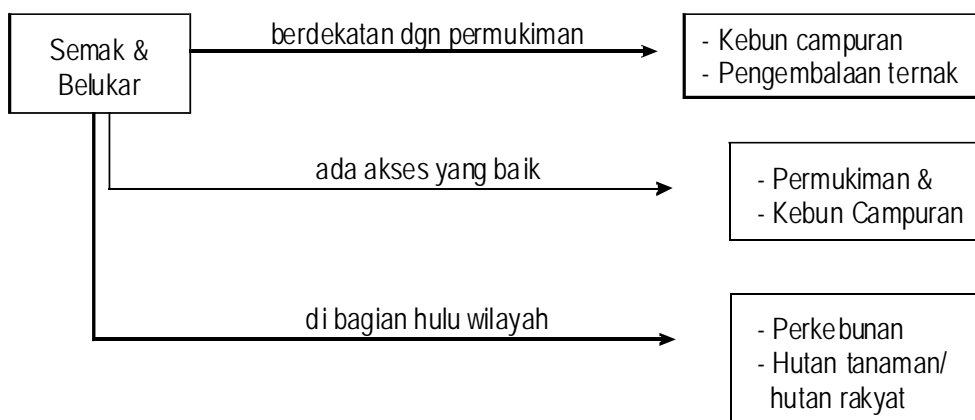 Semak &
Belukar
berdekatan dgn permukiman
- Kebun campuran
- Pengembalaan ternak
ada akses yang baik
- Permukiman &
- Kebun Campuran
di bagian hulu wilayah
- Perkebunan
- Hutan tanaman/
hutan rakyat